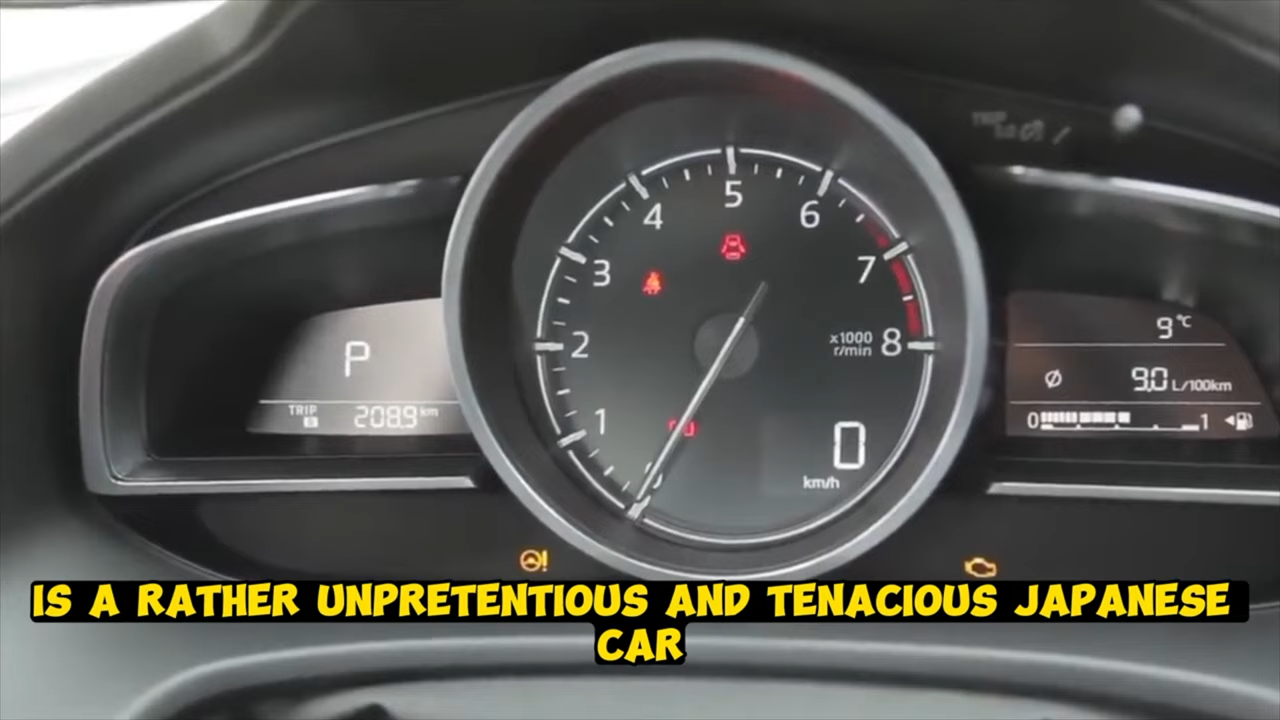 5
4
6
3
7
2
x1000
r/min
8
1
0
km/h
P
TRIP
B
208.9 km
9°C
Ø 9.0 L/100km
0
1
IS A RATHER UNPRETENTIOUS AND TENACIOUS JAPANESE
CAR